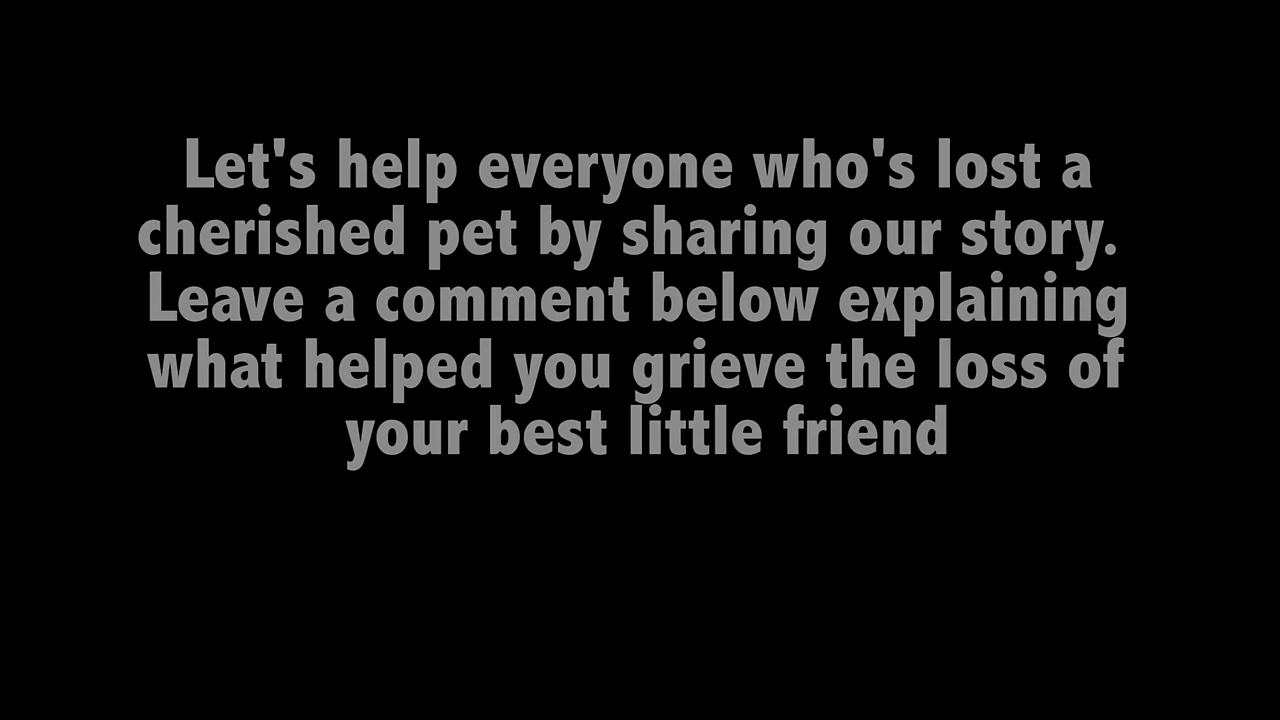 Let's help everyone who's lost a
cherished pet by sharing our story.
Leave a comment below explaining
what helped you grieve the loss of
your best little friend